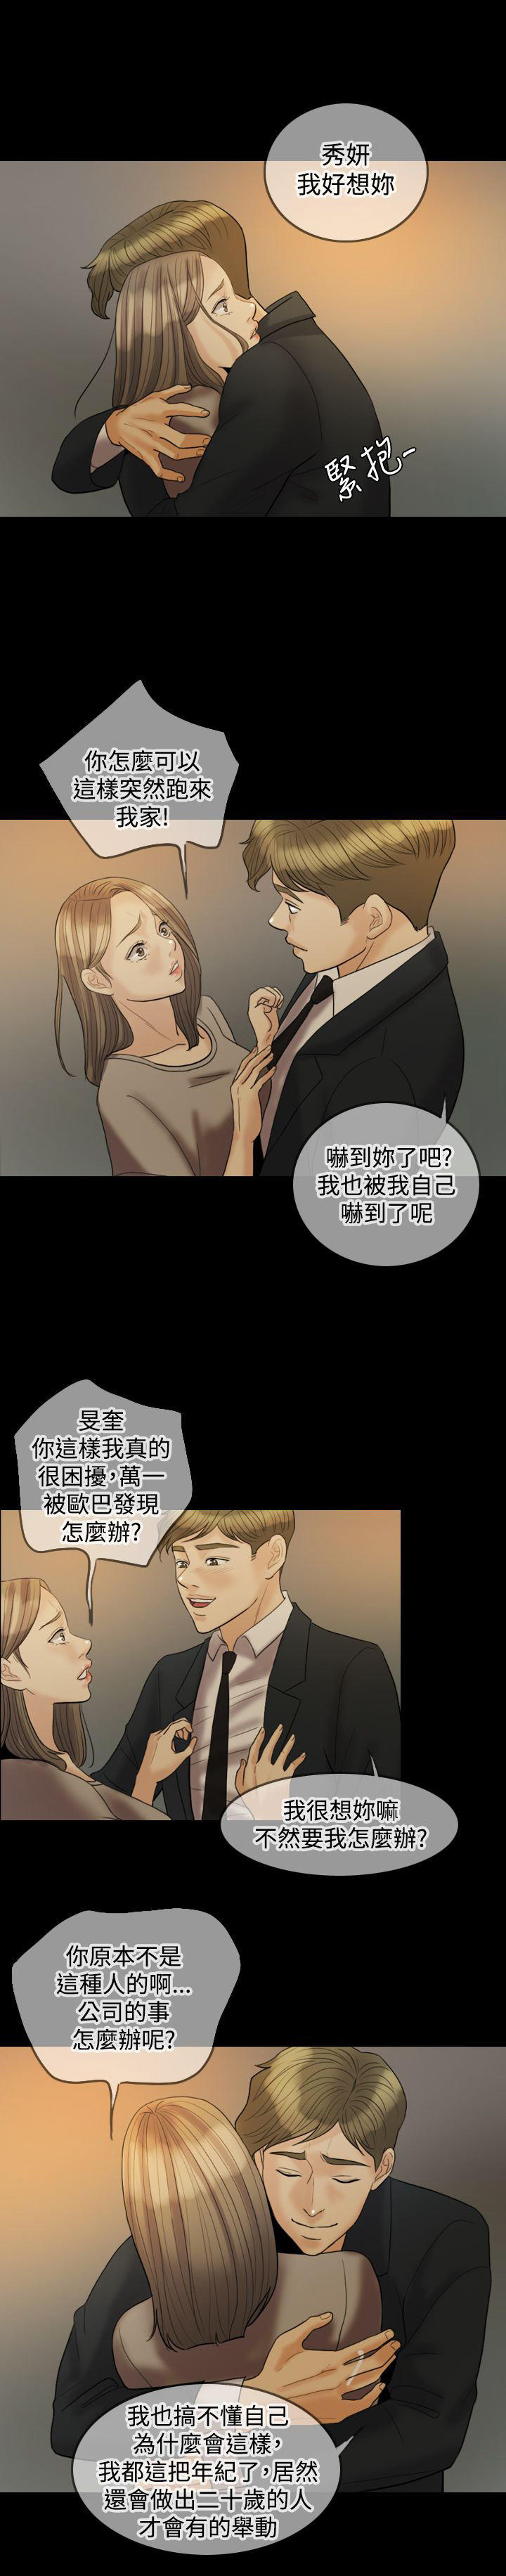 秀妍
我好想妳
緊抱~
你怎麼可以
這樣突然跑來
我家!
嚇到妳了吧?
我也被我自己
嚇到了呢
旻奎
你這樣我真的
很困擾,萬一
被歐巴發現
怎麼辦?
我很想妳嘛
不然要我怎麼辦?
你原本不是
這種人的啊...
公司的事
怎麼辦呢?
我也搞不懂自己
為什麼會這樣,
我都這把年紀了,居然
還會做出二十歲的人
才會有的舉動